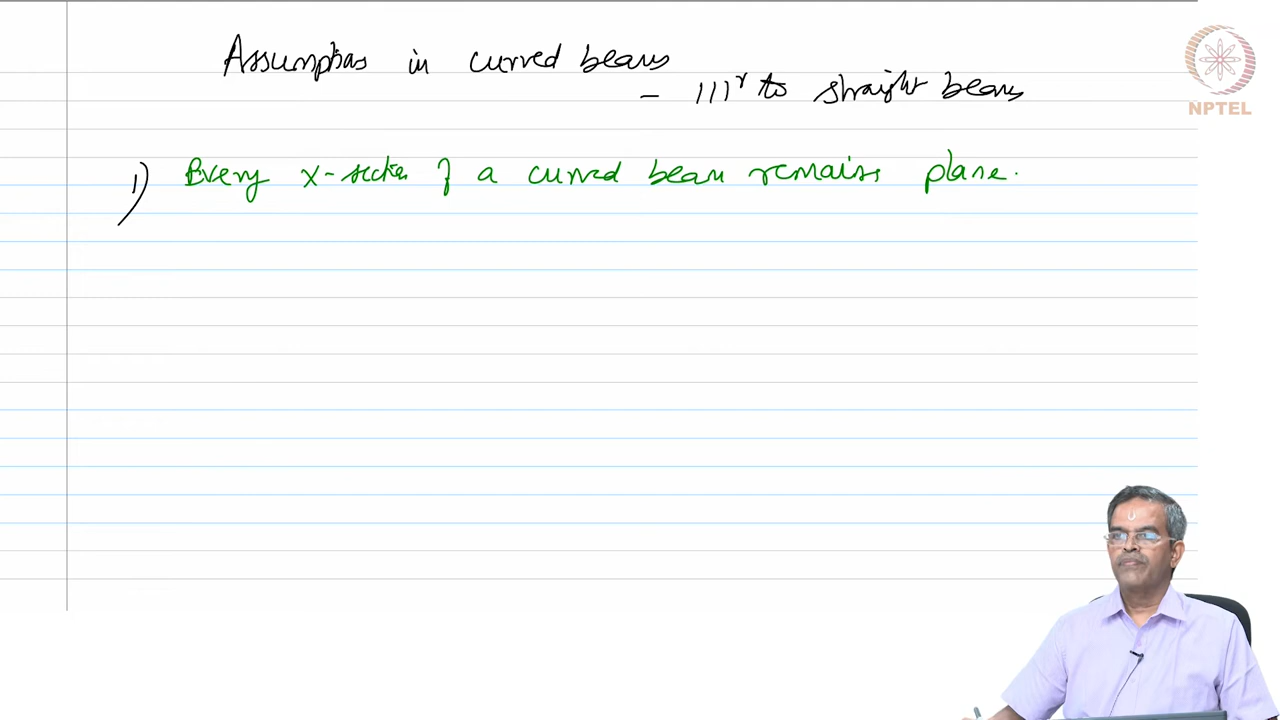 Assumptions in curved beams
- |||r to straight beams
1) Every x-section of a curved beam remains plane.
NPTEL